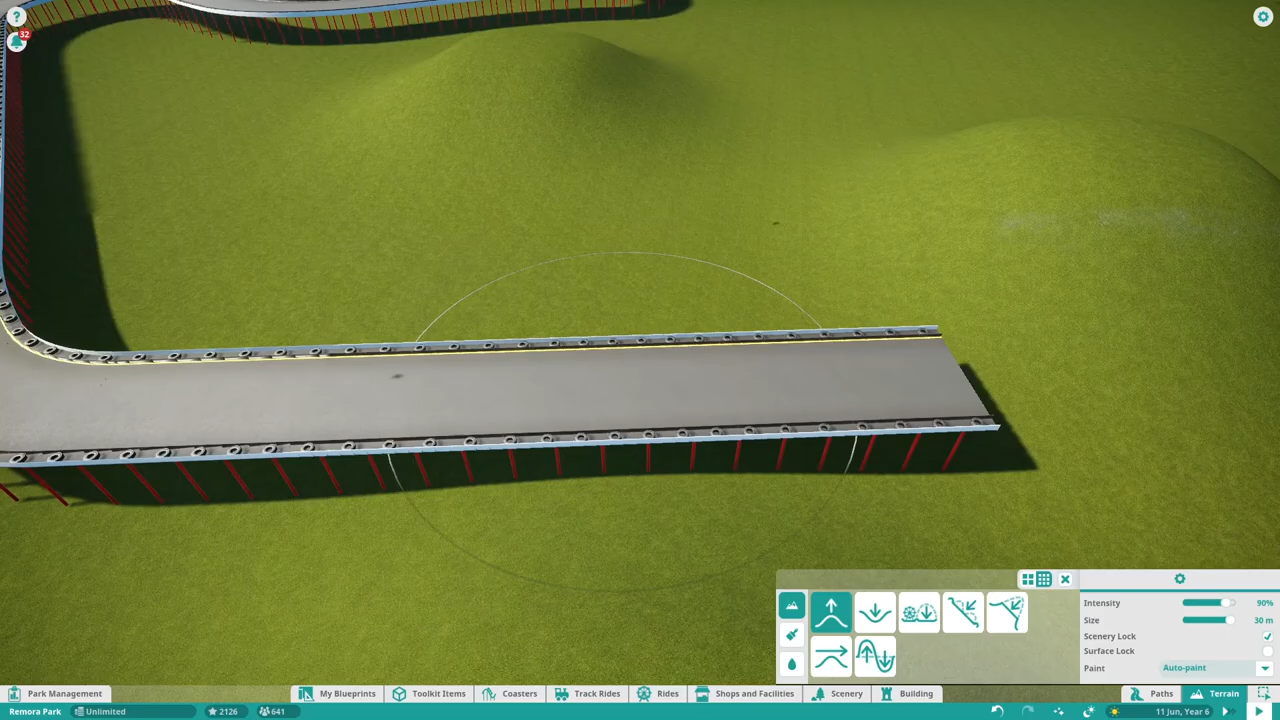 ?
32
Intensity 90%
Size 30 m
Scenery Lock
Surface Lock
Paint Auto-paint
Park Management My Blueprints Toolkit Items Coasters Track Rides Rides Shops and Facilities Scenery Building Paths Terrain
Remora Park Unlimited 2126 641 11 Jun, Year 6